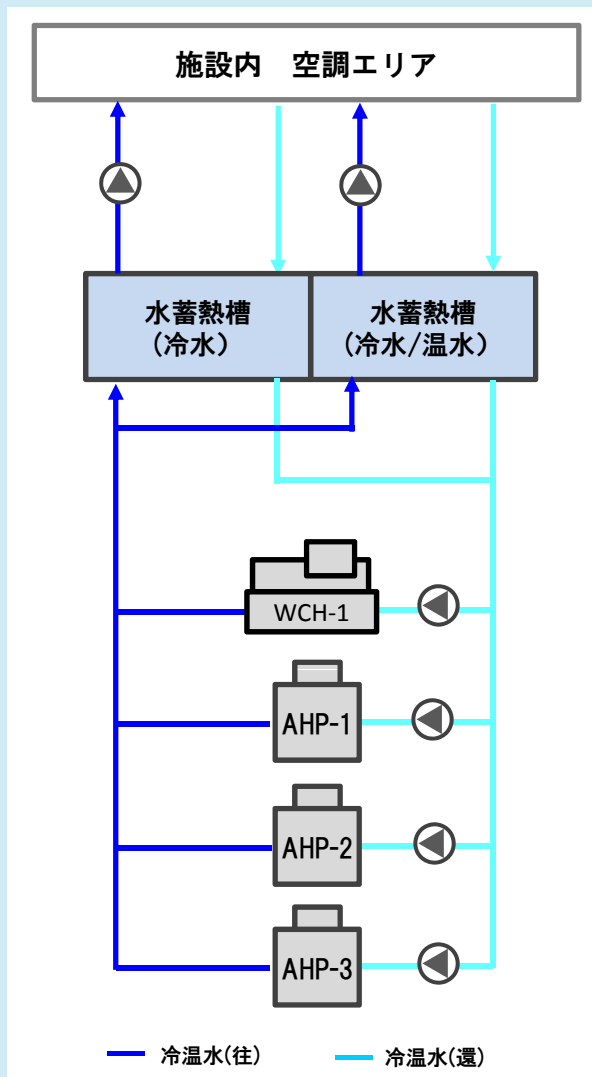 施設内　空調エリア
水蓄熱槽
（冷水）
水蓄熱槽
（冷水/温水）
WCH-1
AHP-1
AHP-2
AHP-3
冷温水(往)
冷温水(還)